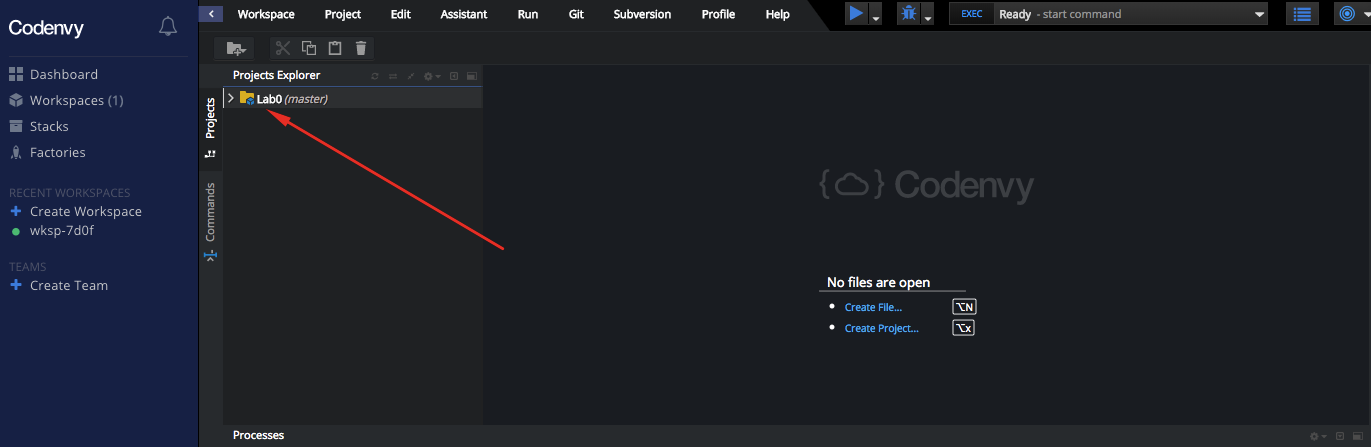 Codenvy
Dashboard
Workspaces (1)
Stacks
Factories
RECENT WORKSPACES
+ Create Workspace
wksp-7d0f
TEAMS
+ Create Team
Workspace Project Edit Assistant Run Git Subversion Profile Help
EXEC Ready - start command
Projects Explorer
Projects
Commands
Lab0 (master)
{ } Codenvy
No files are open
• Create File... ⌥N
• Create Project... ⌥x
Processes